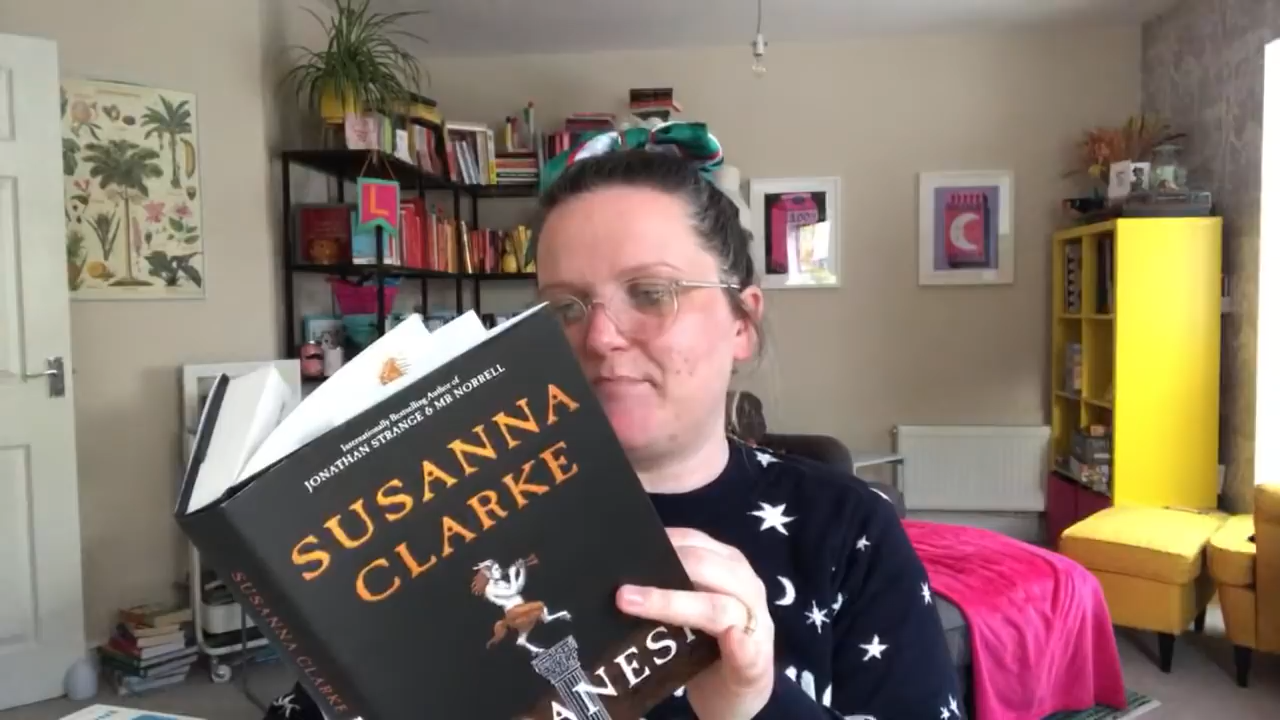 L
Internationally Bestselling Author of
JONATHAN STRANGE & MR NORRELL
SUSANNA
CLARKE
ANESI
SUSANNA CLARKE